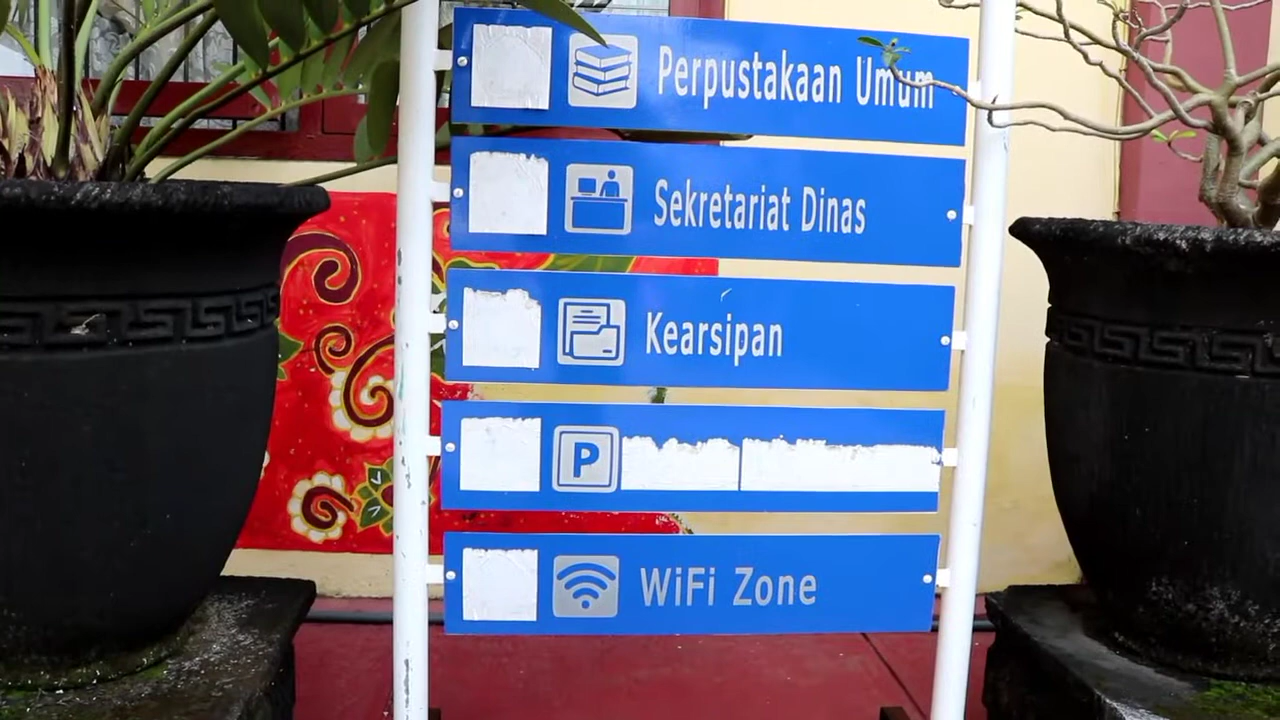 Perpustakaan Umum
Sekretariat Dinas
Kearsipan
P
WiFi Zone